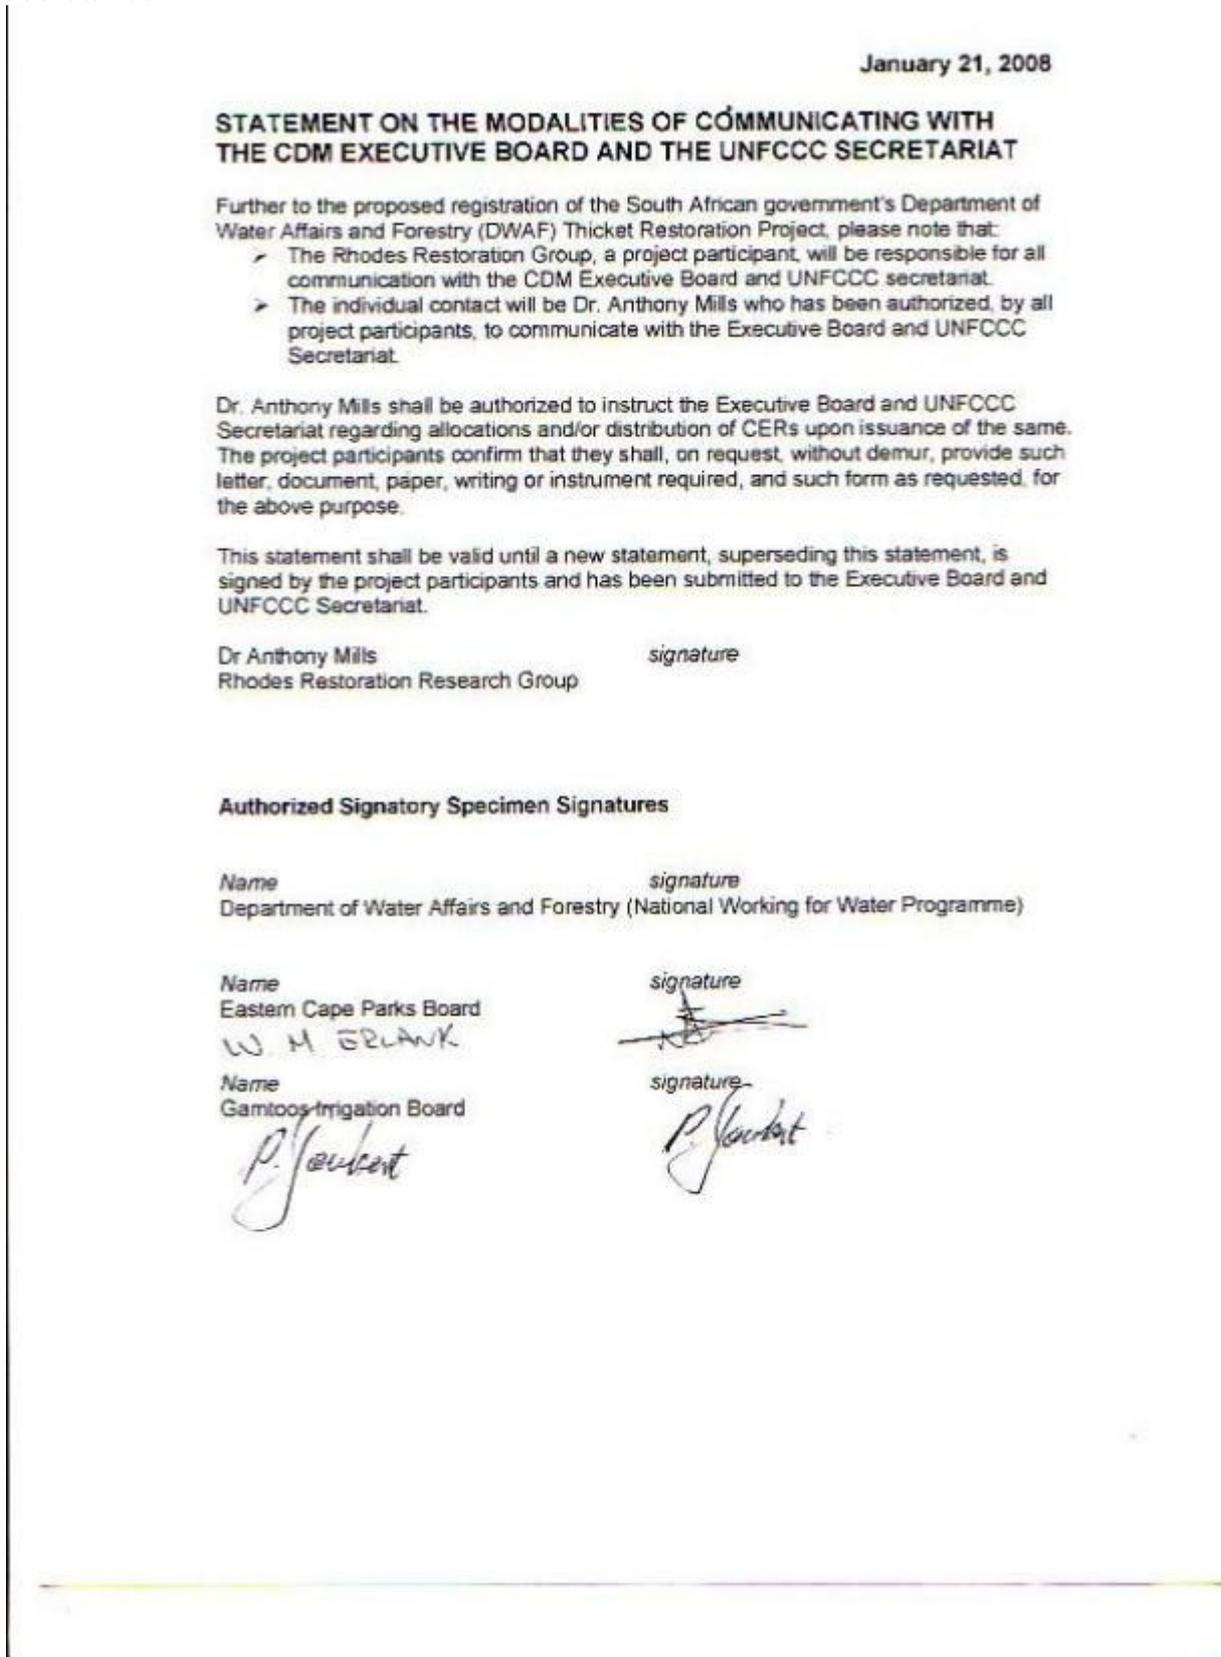 January 21, 2008
STATEMENT ON THE MODALITIES OF COMMUNICATING WITH
THE CDM EXECUTIVE BOARD AND THE UNFCCC SECRETARIAT
Further to the proposed registration of the South African government's Department of
Water Affairs and Forestry (DWAF) Thicket Restoration Project, please note that:
➢ The Rhodes Restoration Group, a project participant, will be responsible for all
communication with the CDM Executive Board and UNFCCC secretariat.
➢ The individual contact will be Dr. Anthony Mills who has been authorized, by all
project participants, to communicate with the Executive Board and UNFCCC
Secretariat.
Dr. Anthony Mills shall be authorized to instruct the Executive Board and UNFCCC
Secretariat regarding allocations and/or distribution of CERs upon issuance of the same.
The project participants confirm that they shall, on request, without demur, provide such
letter, document, paper, writing or instrument required, and such form as requested, for
the above purpose.
This statement shall be valid until a new statement, superseding this statement, is
signed by the project participants and has been submitted to the Executive Board and
UNFCCC Secretariat.
Dr Anthony Mills signature
Rhodes Restoration Research Group
Authorized Signatory Specimen Signatures
Name signature
Department of Water Affairs and Forestry (National Working for Water Programme)
Name signature
Eastern Cape Parks Board
W. M ERLANK
Name signature
Gamtoos Irrigation Board
P. Joubert P. Joubert